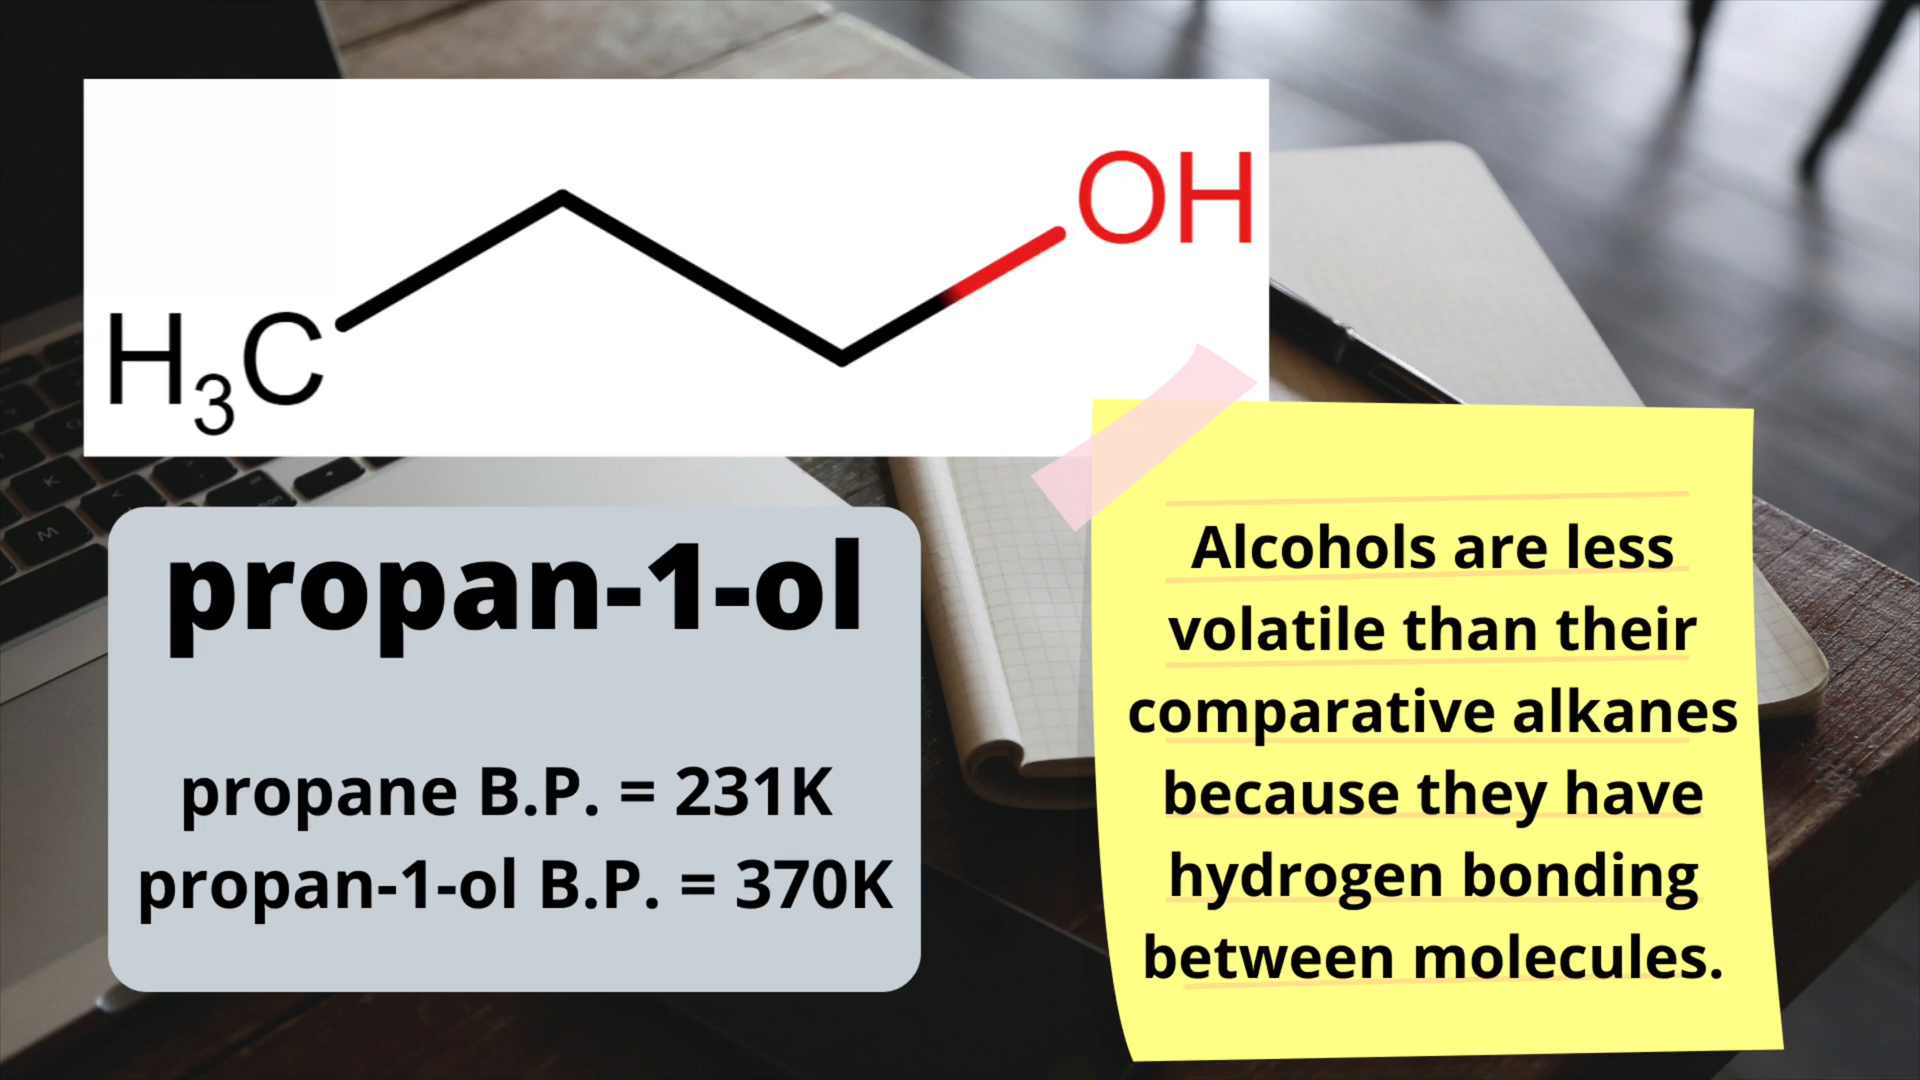 OH
H₃C
propan-1-ol
propane B.P. = 231K
propan-1-ol B.P. = 370K
Alcohols are less
volatile than their
comparative alkanes
because they have
hydrogen bonding
between molecules.
K
<
M